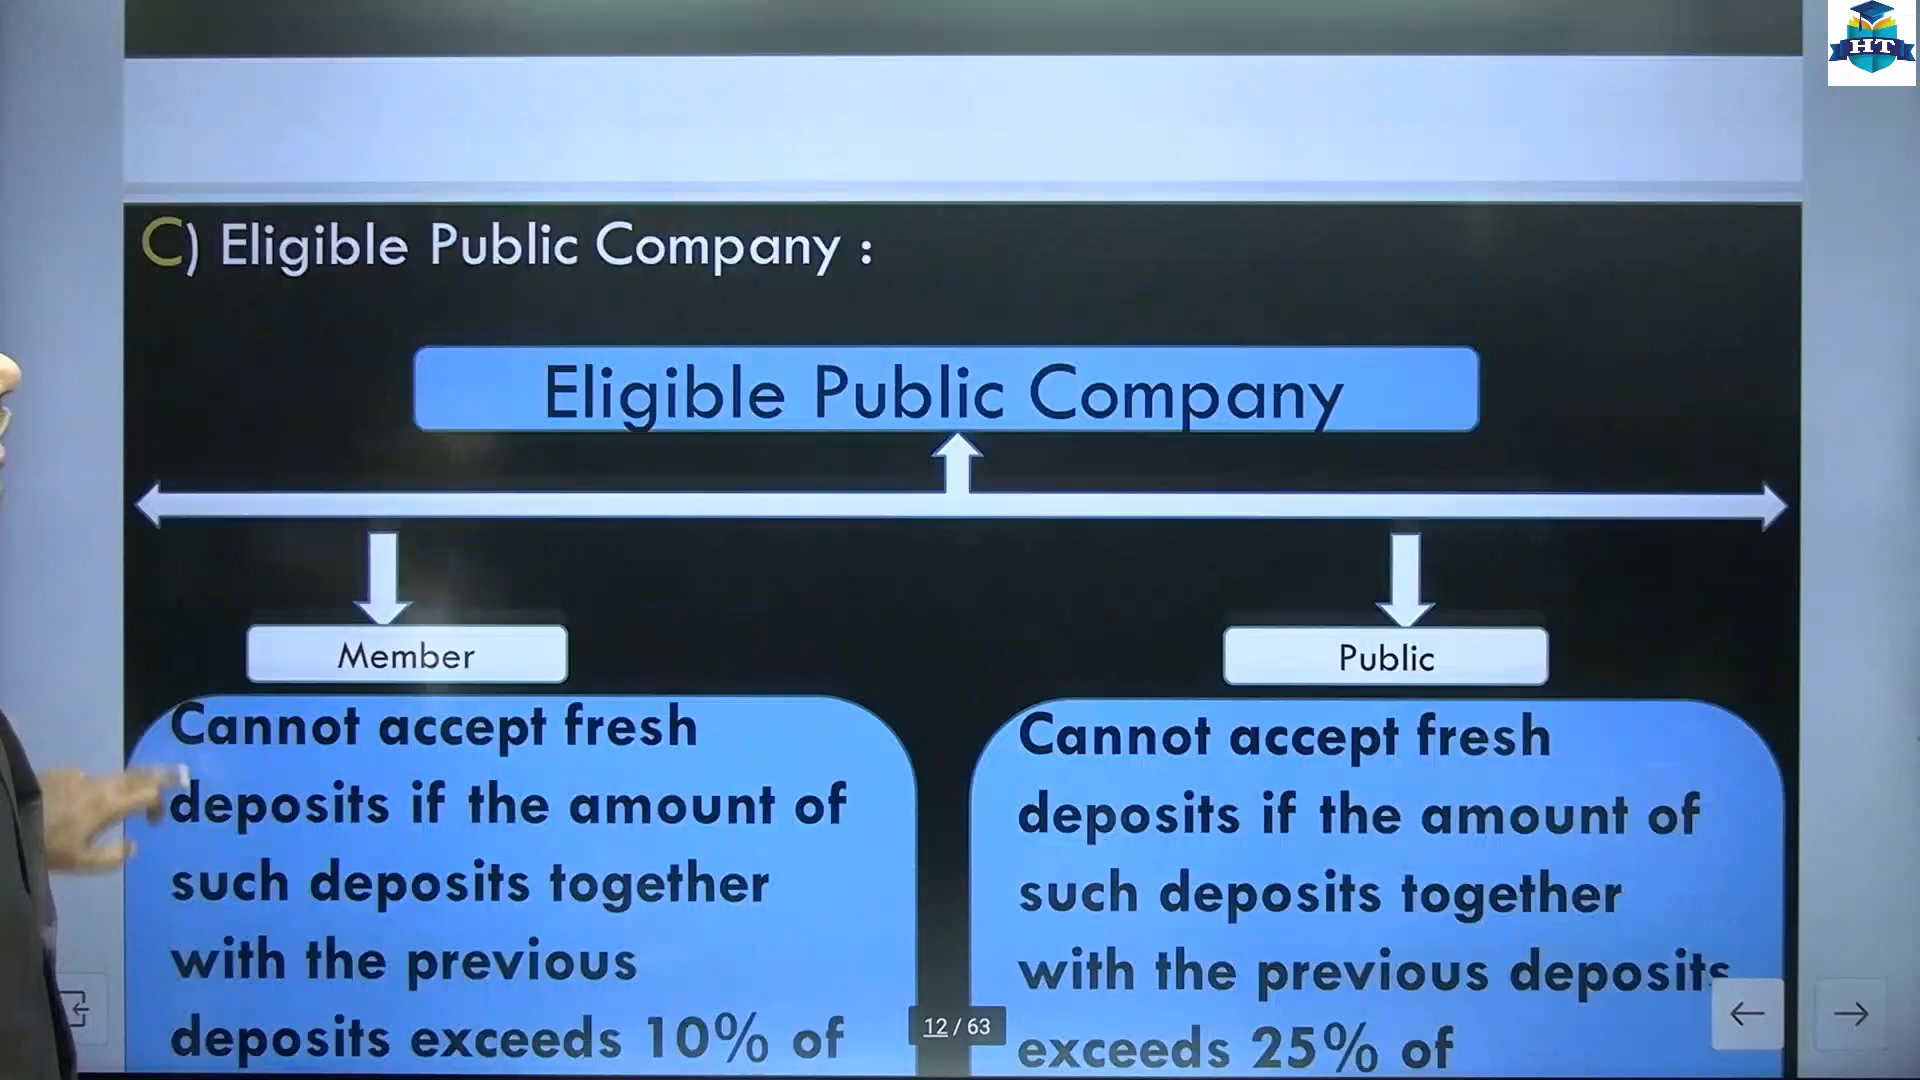 HT
C) Eligible Public Company :
Eligible Public Company
Member
Public
Cannot accept fresh
deposits if the amount of
such deposits together
with the previous
deposits exceeds 10% of
Cannot accept fresh
deposits if the amount of
such deposits together
with the previous deposits
exceeds 25% of
12 / 63